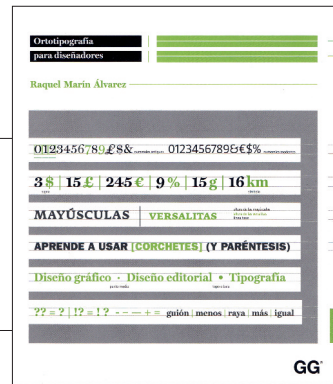 Ortotipografía
para diseñadores
Raquel Marín Álvarez
0123456789£8& 0123456789&€$%
3 $ | 15 £ | 245 € | 9 % | 15 g | 16 km
MAYÚSCULAS | VERSALITAS
APRENDE A USAR [CORCHETES] (Y PARÉNTESIS)
Diseño gráfico · Diseño editorial • Tipografía
?? = ? | !? = ! ? - – — + = guión | menos | raya | más | igual
GG®